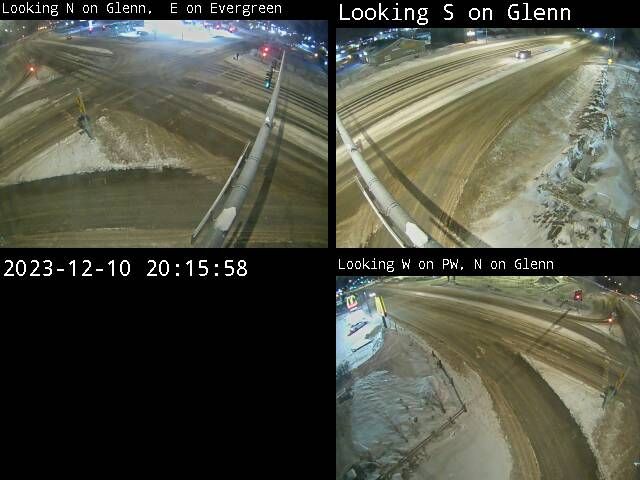 Looking N on Glenn, E on Evergreen
Looking S on Glenn
2023-12-10 20:15:58
Looking W on PW, N on Glenn